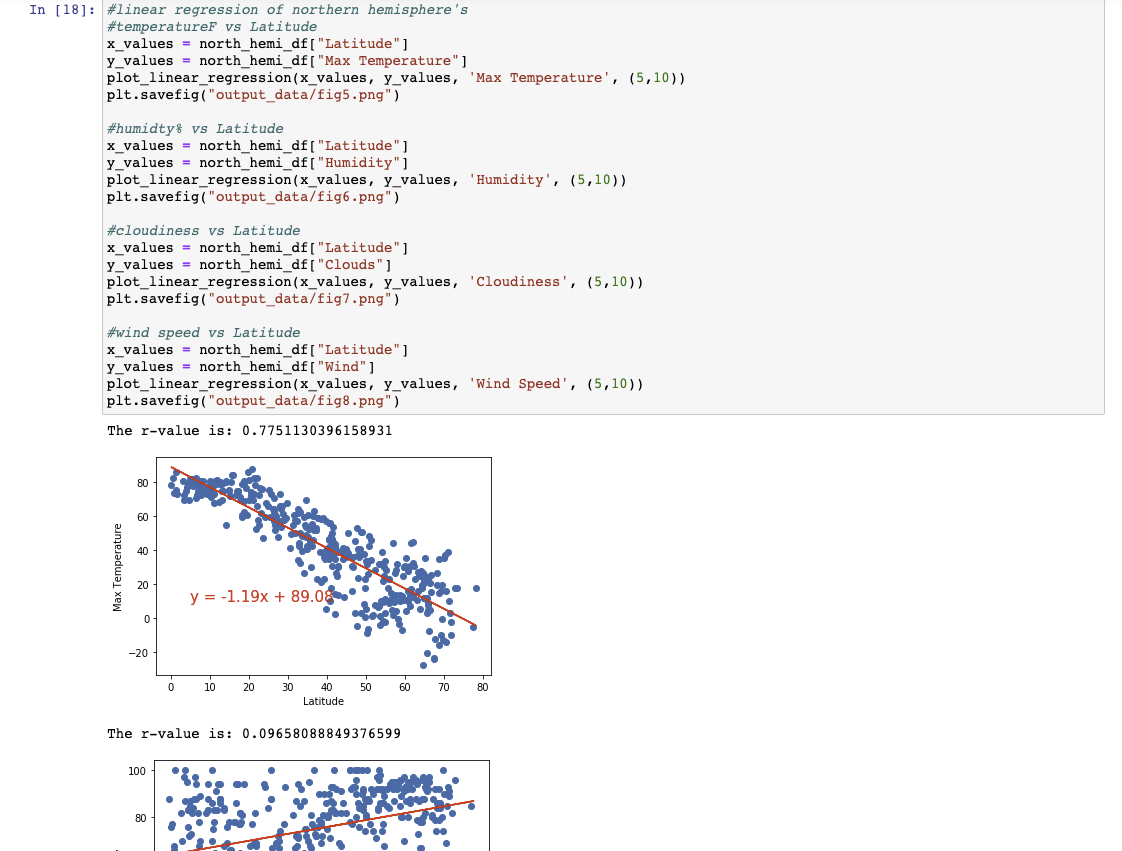 In [18]:
#linear regression of northern hemisphere's
#temperatureF vs Latitude
x_values = north_hemi_df["Latitude"]
y_values = north_hemi_df["Max Temperature"]
plot_linear_regression(x_values, y_values, 'Max Temperature', (5,10))
plt.savefig("output_data/fig5.png")
#humidty% vs Latitude
x_values = north_hemi_df["Latitude"]
y_values = north_hemi_df["Humidity"]
plot_linear_regression(x_values, y_values, 'Humidity', (5,10))
plt.savefig("output_data/fig6.png")
#cloudiness vs Latitude
x_values = north_hemi_df["Latitude"]
y_values = north_hemi_df["Clouds"]
plot_linear_regression(x_values, y_values, 'Cloudiness', (5,10))
plt.savefig("output_data/fig7.png")
#wind speed vs Latitude
x_values = north_hemi_df["Latitude"]
y_values = north_hemi_df["Wind"]
plot_linear_regression(x_values, y_values, 'Wind Speed', (5,10))
plt.savefig("output_data/fig8.png")
The r-value is: 0.7751130396158931
80
60
40
20
0
−20
Max Temperature
y = -1.19x + 89.08
0 10 20 30 40 50 60 70 80
Latitude
The r-value is: 0.09658088849376599
100
80